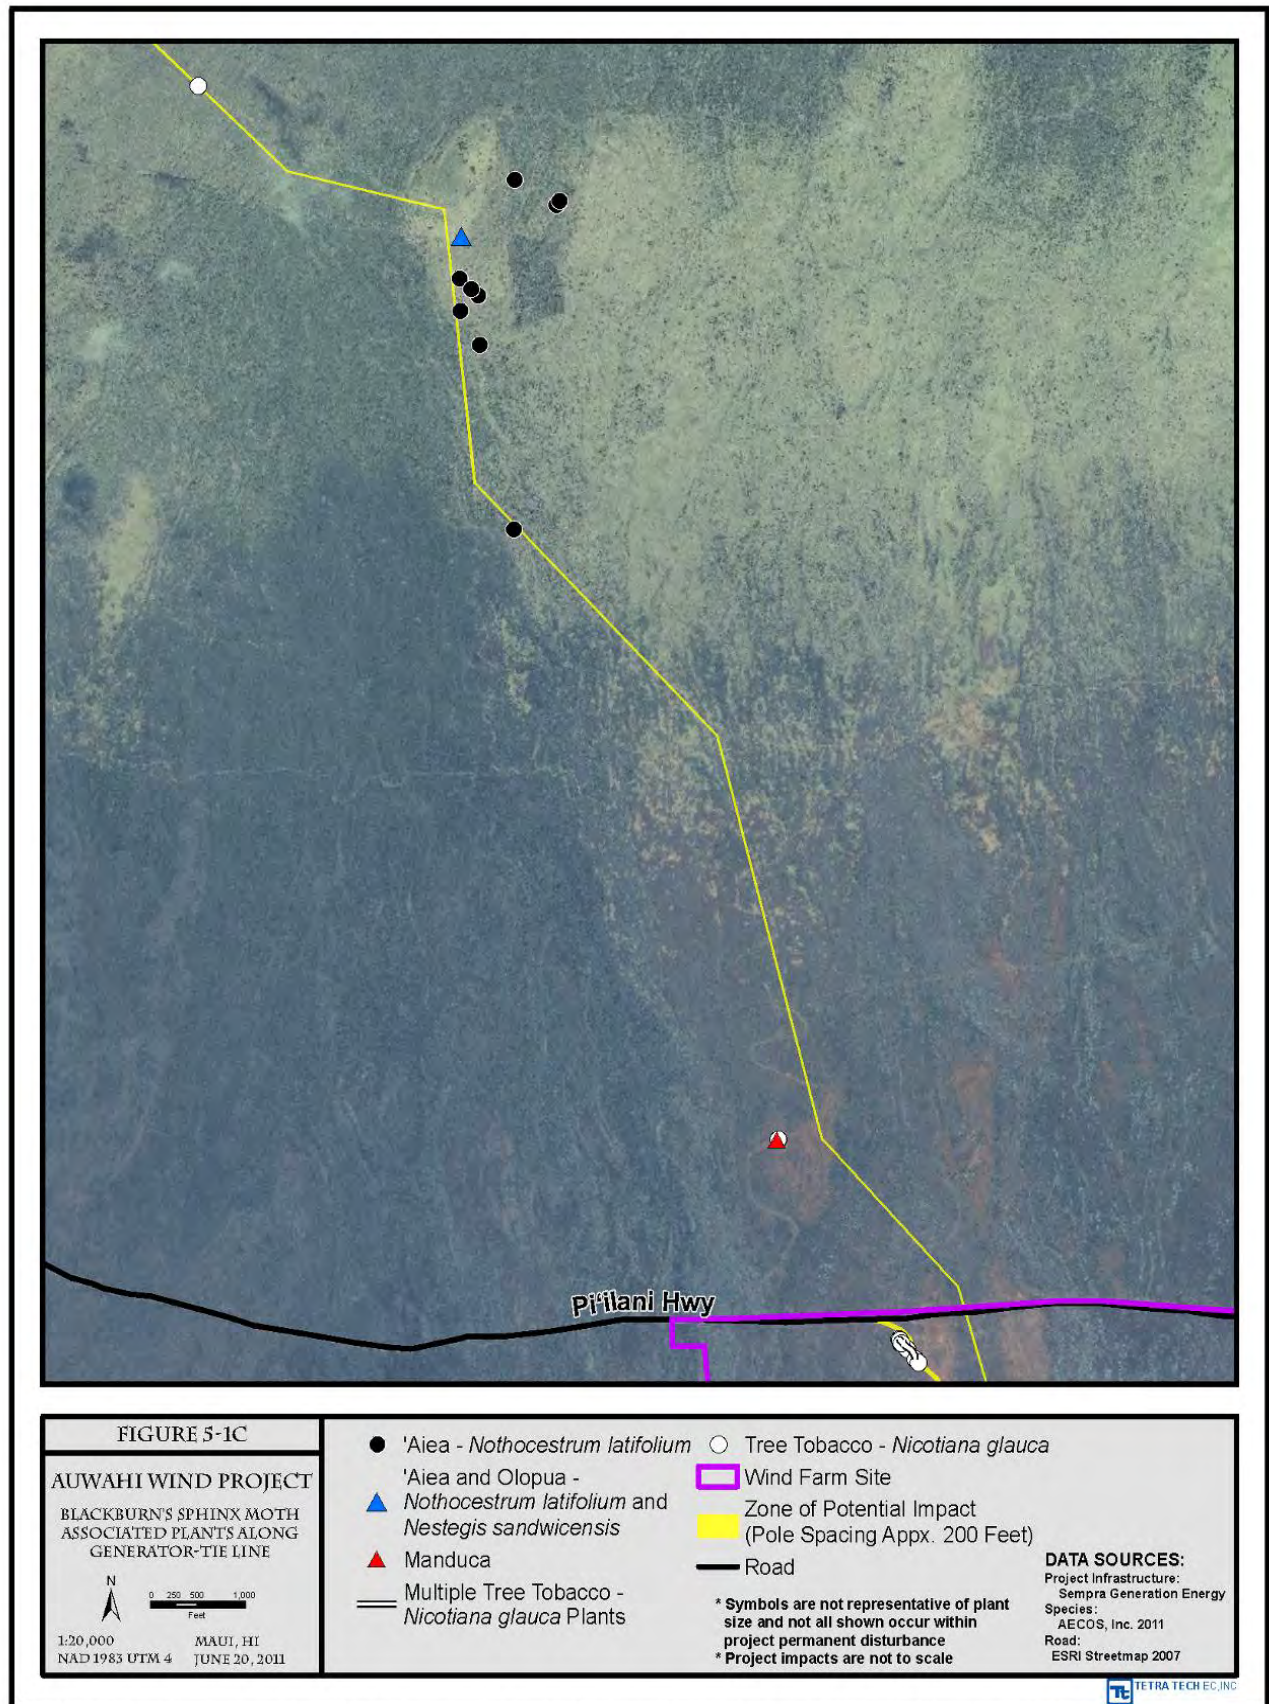 Pi‘ilani Hwy
FIGURE 5-1C
AUWAHI WIND PROJECT
BLACKBURN'S SPHINX MOTH
ASSOCIATED PLANTS ALONG
GENERATOR-TIE LINE
N
0 250 500 1,000
Feet
1:20,000 MAUI, HI
NAD 1983 UTM 4 JUNE 20, 2011
'Aiea - Nothocestrum latifolium
'Aiea and Olopua -
Nothocestrum latifolium and
Nestegis sandwicensis
Manduca
Multiple Tree Tobacco -
Nicotiana glauca Plants
Tree Tobacco - Nicotiana glauca
Wind Farm Site
Zone of Potential Impact
(Pole Spacing Appx. 200 Feet)
Road
* Symbols are not representative of plant
size and not all shown occur within
project permanent disturbance
* Project impacts are not to scale
DATA SOURCES:
Project Infrastructure:
Sempra Generation Energy
Species:
AECOS, Inc. 2011
Road:
ESRI Streetmap 2007
Tt TETRA TECH EC,INC